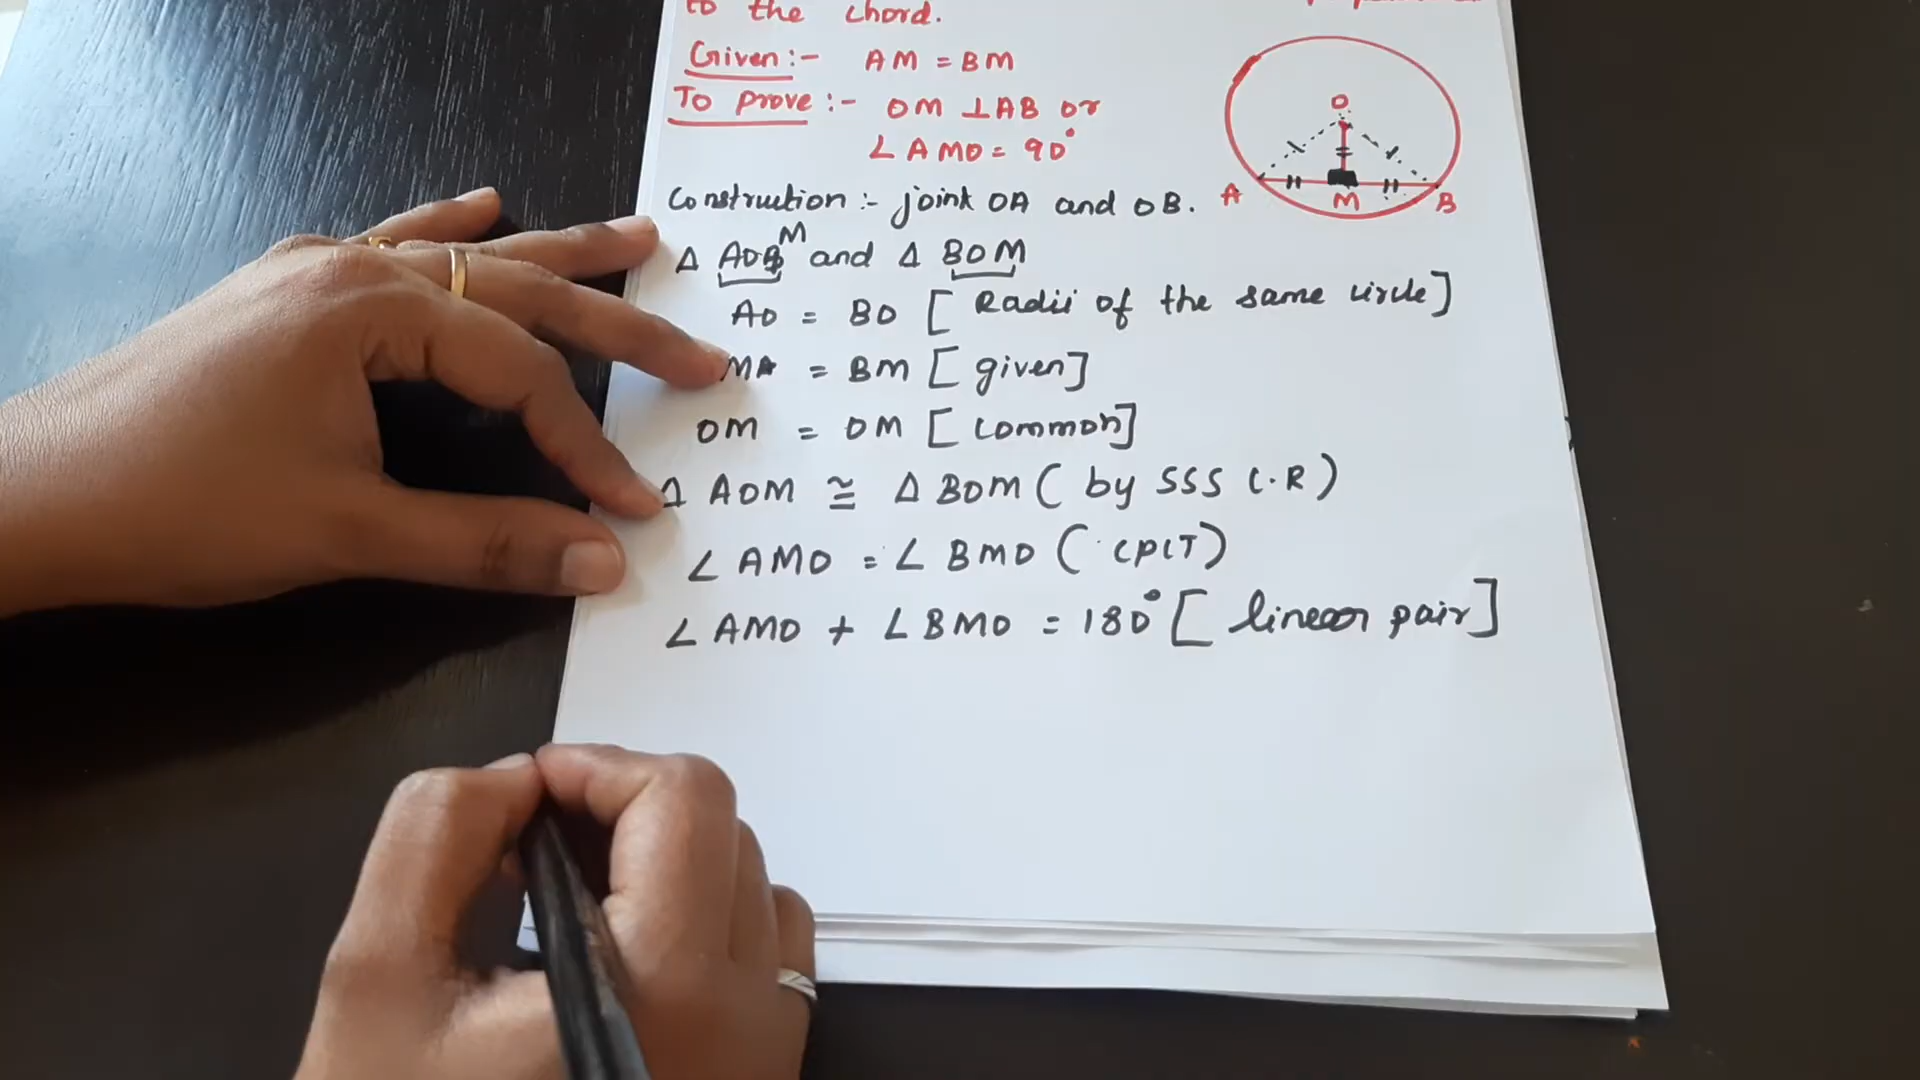 to the chord.
Given :- AM = BM
To prove :- OM ⊥ AB or
∠AMO = 90°
Construction :- joint OA and OB.
O
A
M
B
Δ AOM and Δ BOM
AO = BO [Radii of the same circle]
MA = BM [given]
OM = OM [common]
Δ AOM ≅ Δ BOM (by SSS C.R)
∠AMO = ∠BMO (CPCT)
∠AMO + ∠BMO = 180° [linear pair]